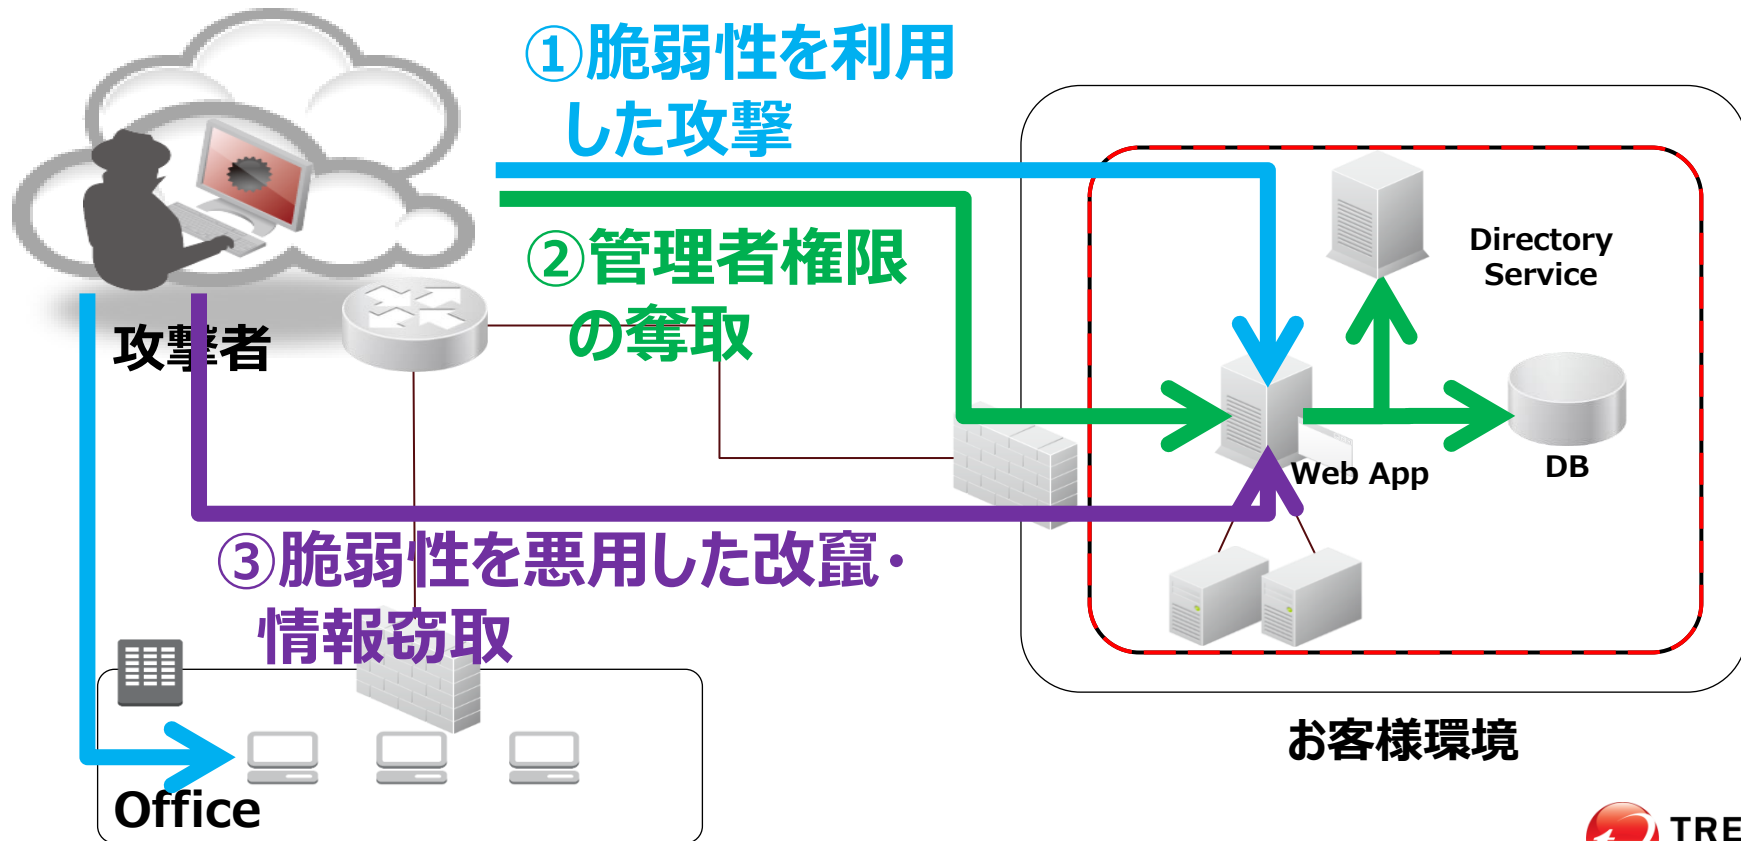 ①脆弱性を利用
した攻撃
②管理者権限
の奪取
Directory
Service
攻撃者
Web App
DB
③脆弱性を悪用した改竄・
情報窃取
お客様環境
Office
TRE